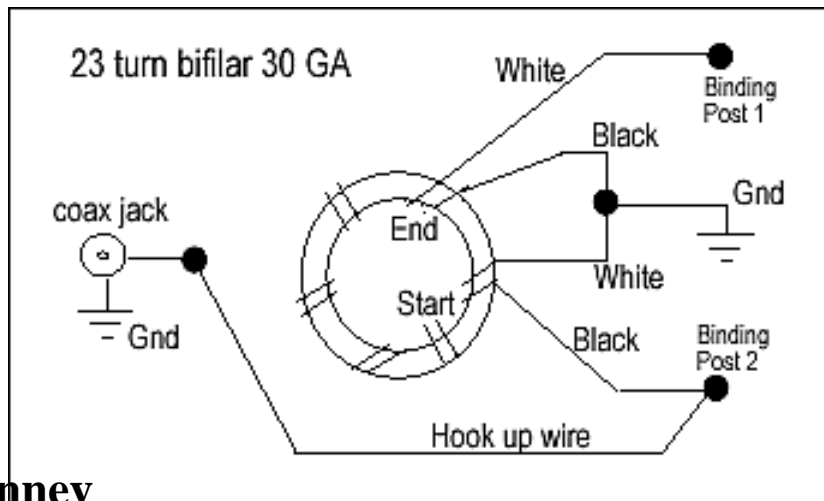 23 turn bifilar 30 GA
White
Binding
Post 1
Black
Gnd
coax jack
End
White
Start
Gnd
Black
Binding
Post 2
Hook up wire
nney